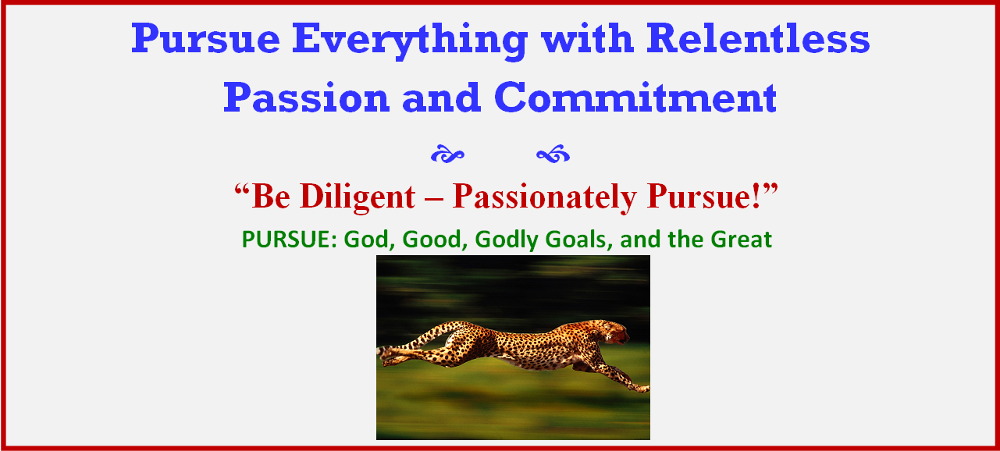 Pursue Everything with Relentless
Passion and Commitment
“Be Diligent – Passionately Pursue!”
PURSUE: God, Good, Godly Goals, and the Great